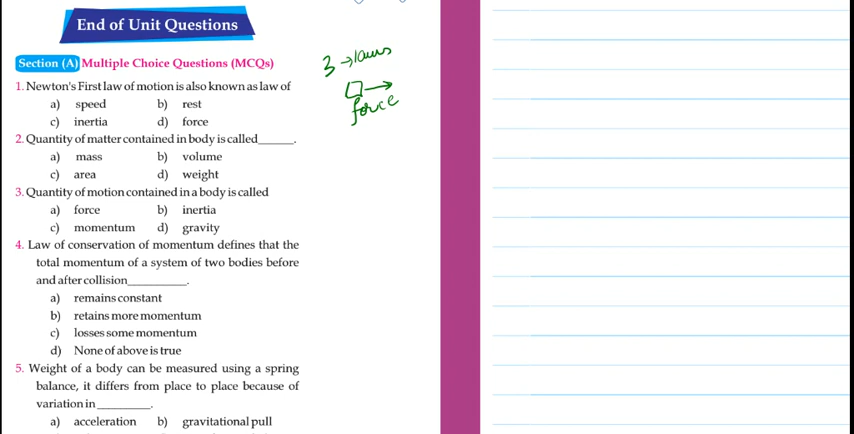 End of Unit Questions
Section (A) Multiple Choice Questions (MCQs)
1. Newton's First law of motion is also known as law of
a) speed b) rest
c) inertia d) force
2. Quantity of matter contained in body is called______.
a) mass b) volume
c) area d) weight
3. Quantity of motion contained in a body is called
a) force b) inertia
c) momentum d) gravity
4. Law of conservation of momentum defines that the
total momentum of a system of two bodies before
and after collision__________.
a) remains constant
b) retains more momentum
c) losses some momentum
d) None of above is true
5. Weight of a body can be measured using a spring
balance, it differs from place to place because of
variation in _________.
a) acceleration b) gravitational pull
3 → laws
force